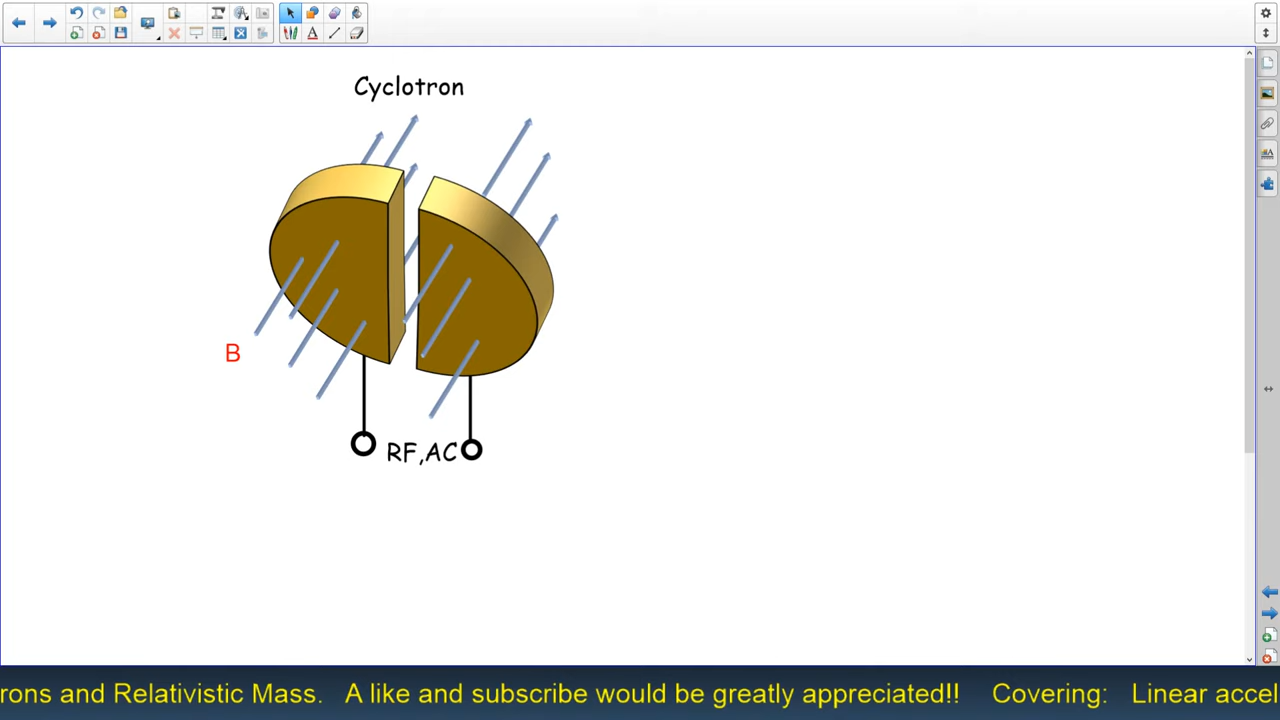 Cyclotron
B
RF,AC
rons and Relativistic Mass. A like and subscribe would be greatly appreciated!! Covering: Linear accel